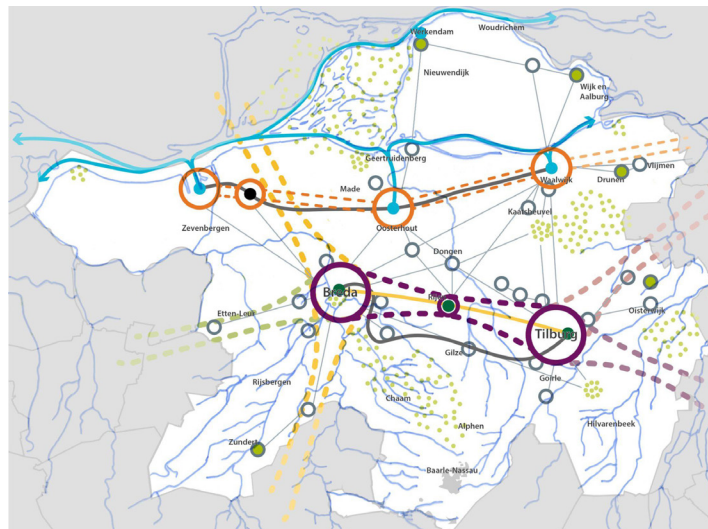 Woudrichem
Werkendam
Nieuwendijk
Wijk en
Aalburg
Geertruidenberg
Made
Waalwijk
Drunen
Vlijmen
Zevenbergen
Oosterhout
Kaatsheuvel
Dongen
Breda
Etten-Leur
Oisterwijk
Tilburg
Gilze
Goirle
Rijsbergen
Chaam
Alphen
Hilvarenbeek
Zundert
Baarle-Nassau